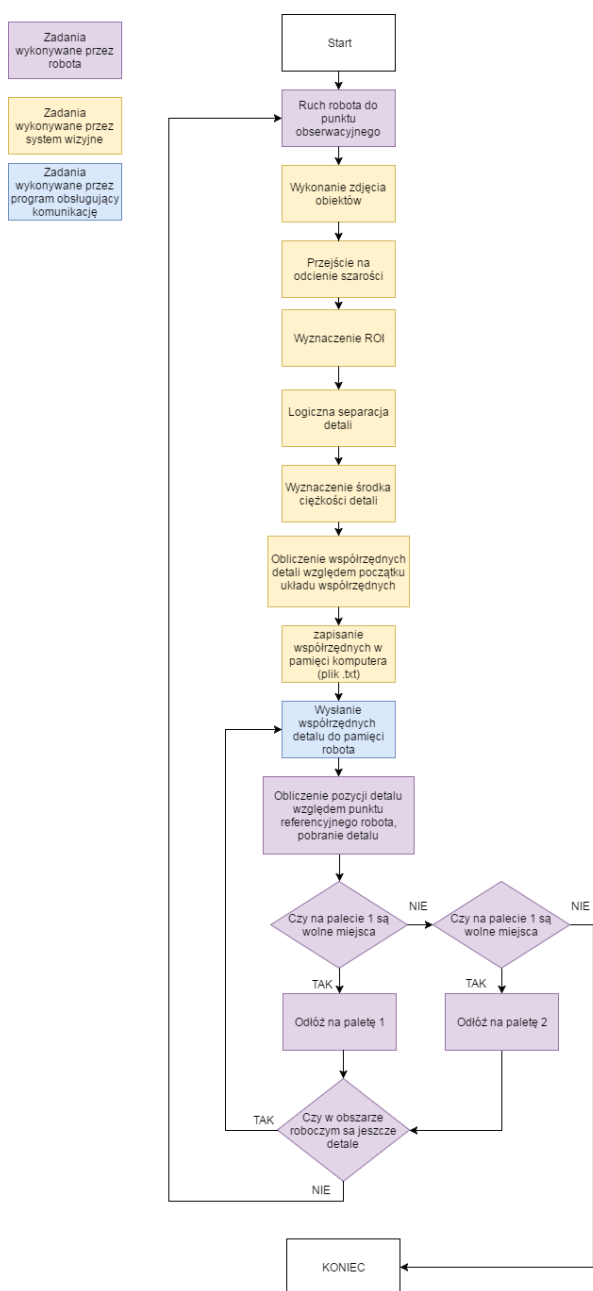 Zadania
wykonywane przez
robota
Zadania
wykonywane przez
system wizyjne
Zadania
wykonywane przez
program obsługujący
komunikację
Start
Ruch robota do
punktu
obserwacyjnego
Wykonanie zdjęcia
obiektów
Przejście na
odcienie szarości
Wyznaczenie ROI
Logiczna separacja
detali
Wyznaczenie środka
ciężkości detali
Obliczenie współrzędnych
detali względem początku
układu współrzędnych
zapisanie
współrzędnych w
pamięci komputera
(plik .txt)
Wysłanie
współrzędnych
detalu do pamięci
robota
Obliczenie pozycji detalu
względem punktu
referencyjnego robota,
pobranie detalu
Czy na palecie 1 są
wolne miejsca
NIE
Czy na palecie 1 są
wolne miejsca
NIE
TAK
TAK
Odłóż na paletę 1
Odłóż na paletę 2
Czy w obszarze
roboczym sa jeszcze
detale
TAK
NIE
KONIEC